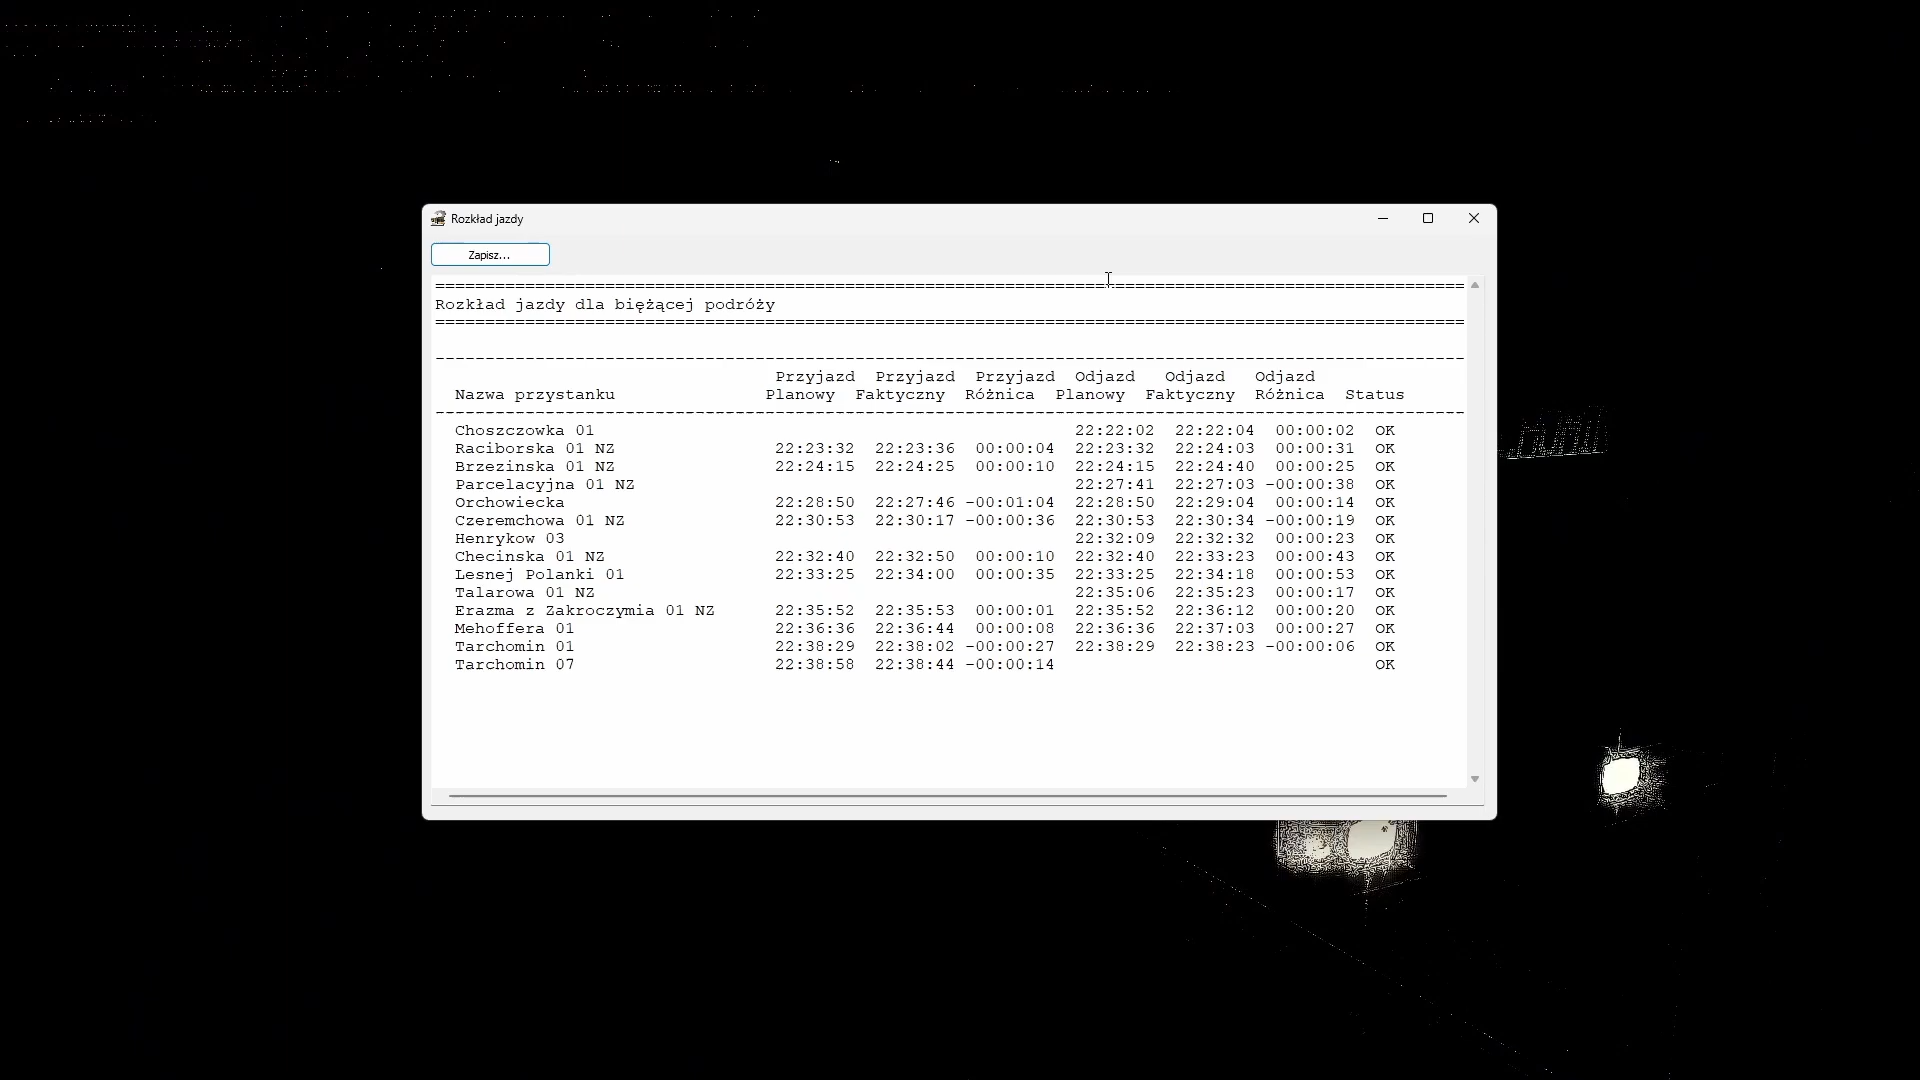 Rozkład jazdy
Zapisz...
Rozkład jazdy dla biężącej podróży
Przyjazd Przyjazd Przyjazd Odjazd Odjazd Odjazd
Nazwa przystanku Planowy Faktyczny Różnica Planowy Faktyczny Różnica Status
Choszczowka 01 22:22:02 22:22:04 00:00:02 OK
Raciborska 01 NZ 22:23:32 22:23:36 00:00:04 22:23:32 22:24:03 00:00:31 OK
Brzezinska 01 NZ 22:24:15 22:24:25 00:00:10 22:24:15 22:24:40 00:00:25 OK
Parcelacyjna 01 NZ 22:27:41 22:27:03 -00:00:38 OK
Orchowiecka 22:28:50 22:27:46 -00:01:04 22:28:50 22:29:04 00:00:14 OK
Czeremchowa 01 NZ 22:30:53 22:30:17 -00:00:36 22:30:53 22:30:34 -00:00:19 OK
Henrykow 03 22:32:09 22:32:32 00:00:23 OK
Checinska 01 NZ 22:32:40 22:32:50 00:00:10 22:32:40 22:33:23 00:00:43 OK
Lesnej Polanki 01 22:33:25 22:34:00 00:00:35 22:33:25 22:34:18 00:00:53 OK
Talarowa 01 NZ 22:35:06 22:35:23 00:00:17 OK
Erazma z Zakroczymia 01 NZ 22:35:52 22:35:53 00:00:01 22:35:52 22:36:12 00:00:20 OK
Mehoffera 01 22:36:36 22:36:44 00:00:08 22:36:36 22:37:03 00:00:27 OK
Tarchomin 01 22:38:29 22:38:02 -00:00:27 22:38:29 22:38:23 -00:00:06 OK
Tarchomin 07 22:38:58 22:38:44 -00:00:14 OK